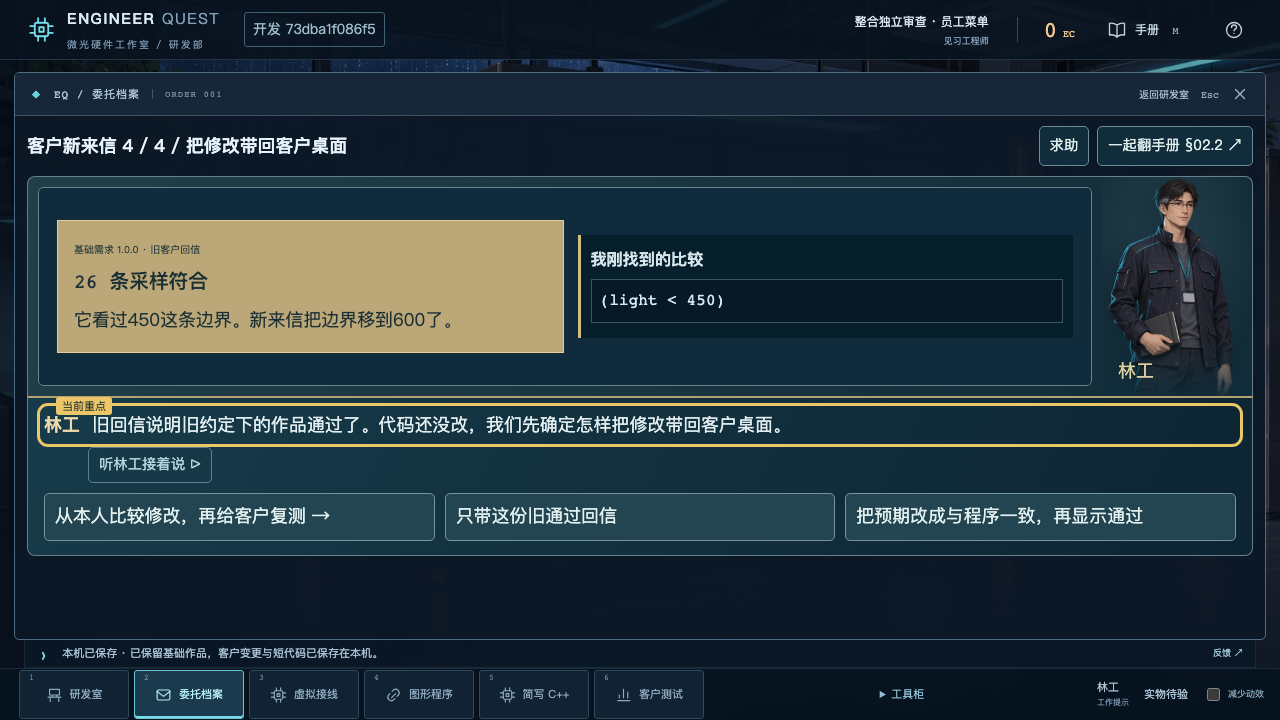 ENGINEER QUEST
微光硬件工作室 / 研发部
开发 73dba1f086f5
整合独立审查 · 员工菜单
见习工程师
0 EC
手册 M
EQ / 委托档案
ORDER 001
返回研发室 Esc
客户新来信 4 / 4 / 把修改带回客户桌面
求助
一起翻手册 §02.2 ↗
基础需求 1.0.0 · 旧客户回信
26 条采样符合
它看过450这条边界。新来信把边界移到600了。
我刚找到的比较
(light < 450)
林工
当前重点
林工 旧回信说明旧约定下的作品通过了。代码还没改，我们先确定怎样把修改带回客户桌面。
听林工接着说 ▷
从本人比较修改，再给客户复测 →
只带这份旧通过回信
把预期改成与程序一致，再显示通过
本机已保存 · 已保留基础作品，客户变更与短代码已保存在本机。
反馈 ↗
1 研发室
2 委托档案
3 虚拟接线
4 图形程序
5 简写 C++
6 客户测试
▶ 工具柜
林工
工作提示
实物待验
减少动效